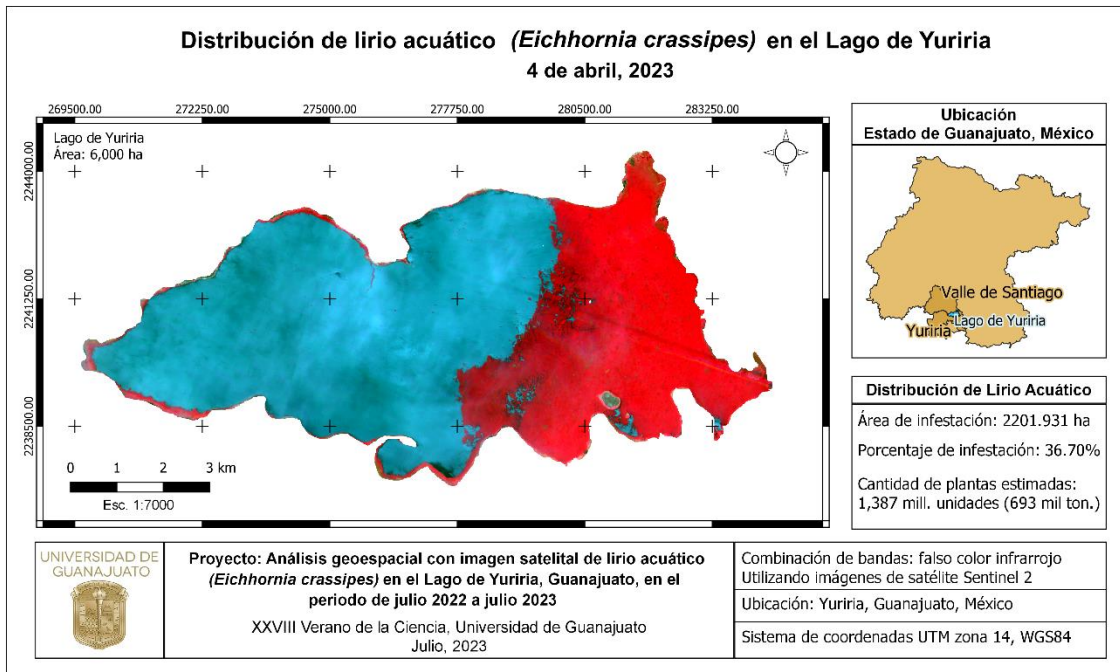 Distribución de lirio acuático (Eichhornia crassipes) en el Lago de Yuriria
4 de abril, 2023
269500.00 272250.00 275000.00 277750.00 280500.00 283250.00
Lago de Yuriria
Área: 6,000 ha
2244000.00
2241250.00
2238500.00
0 1 2 3 km
Esc. 1:7000
Ubicación
Estado de Guanajuato, México
Valle de Santiago
Lago de Yuriria
Yuriria
Distribución de Lirio Acuático
Área de infestación: 2201.931 ha
Porcentaje de infestación: 36.70%
Cantidad de plantas estimadas:
1,387 mill. unidades (693 mil ton.)
UNIVERSIDAD DE
GUANAJUATO
Proyecto: Análisis geoespacial con imagen satelital de lirio acuático
(Eichhornia crassipes) en el Lago de Yuriria, Guanajuato, en el
periodo de julio 2022 a julio 2023
XXVIII Verano de la Ciencia, Universidad de Guanajuato
Julio, 2023
Combinación de bandas: falso color infrarrojo
Utilizando imágenes de satélite Sentinel 2
Ubicación: Yuriria, Guanajuato, México
Sistema de coordenadas UTM zona 14, WGS84